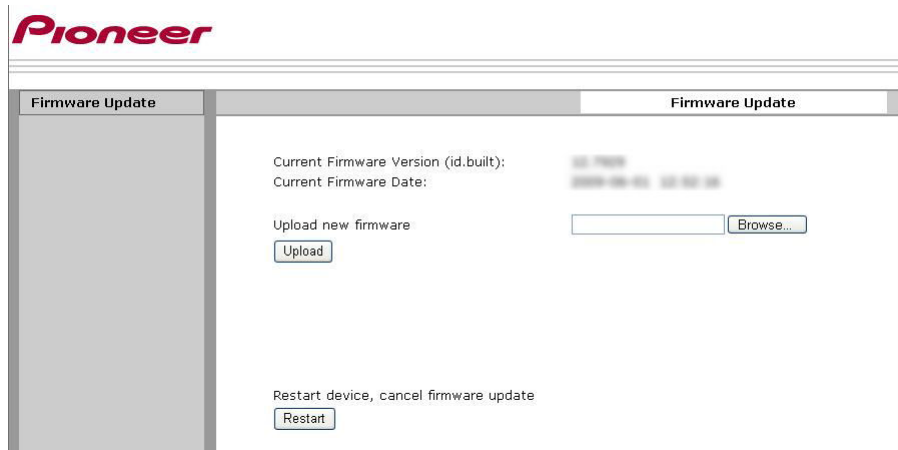 Pioneer
Firmware Update
Firmware Update
Current Firmware Version (id.built):
Current Firmware Date:
Upload new firmware
Browse...
Upload
Restart device, cancel firmware update
Restart